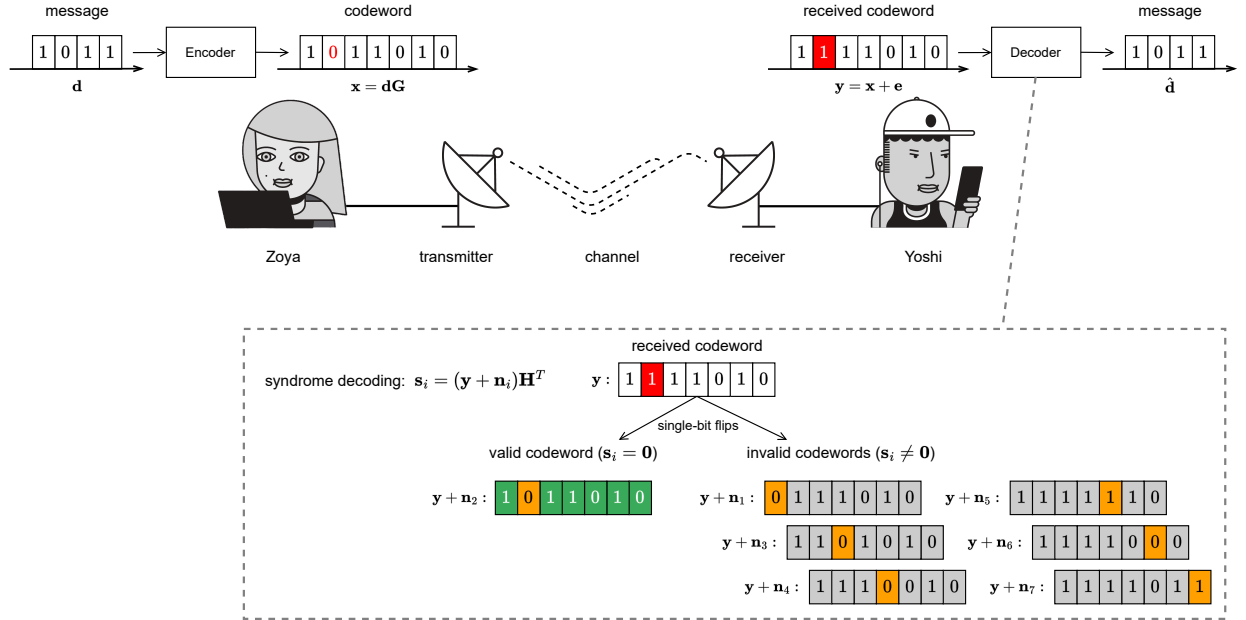 message
codeword
received codeword
message
1 0 1 1
Encoder
1 0 1 1 0 1 0
1 1 1 1 0 1 0
Decoder
1 0 1 1
d
x = dG
y = x + e
d̂
Zoya
transmitter
channel
receiver
Yoshi
received codeword
syndrome decoding: sᵢ = (y + nᵢ)Hᵀ
y : 1 1 1 1 0 1 0
single-bit flips
valid codeword (sᵢ = 0)
invalid codewords (sᵢ ≠ 0)
y + n₂ : 1 0 1 1 0 1 0
y + n₁ : 0 1 1 1 0 1 0
y + n₅ : 1 1 1 1 1 1 0
y + n₃ : 1 1 0 1 0 1 0
y + n₆ : 1 1 1 1 0 0 0
y + n₄ : 1 1 1 0 0 1 0
y + n₇ : 1 1 1 1 0 1 1